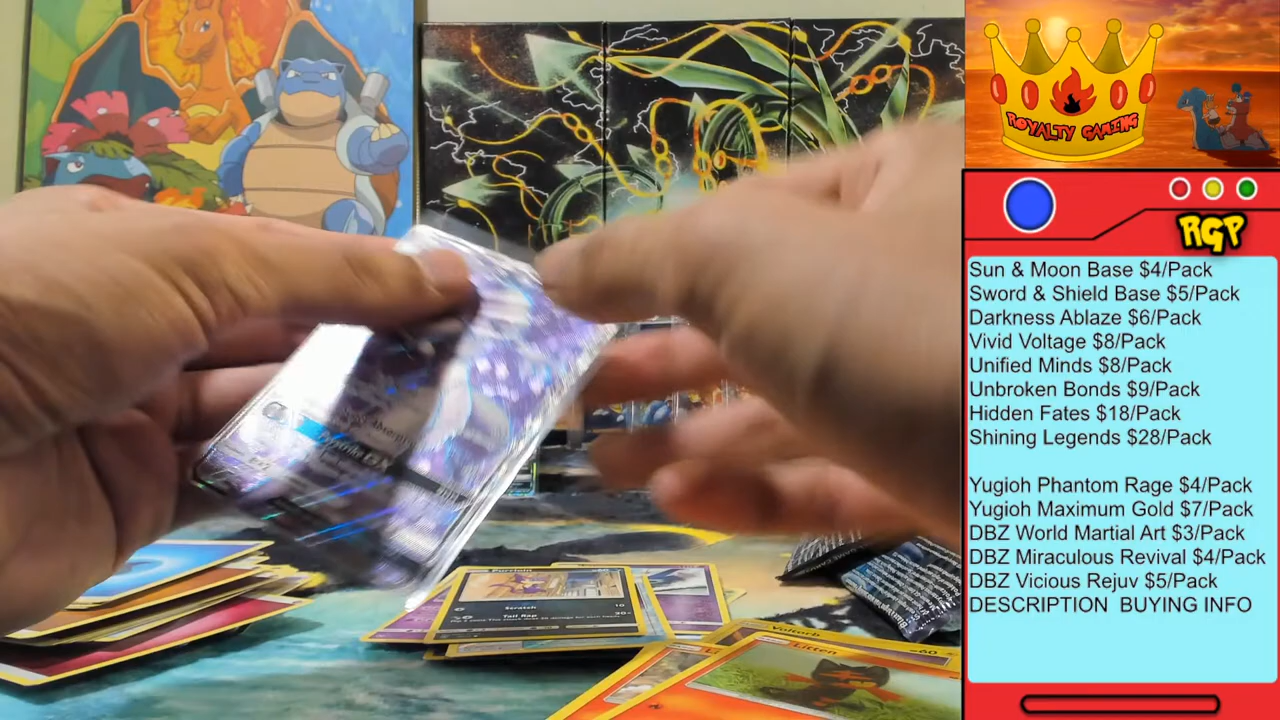 ROYALTY GAMING
RGP
Sun & Moon Base $4/Pack
Sword & Shield Base $5/Pack
Darkness Ablaze $6/Pack
Vivid Voltage $8/Pack
Unified Minds $8/Pack
Unbroken Bonds $9/Pack
Hidden Fates $18/Pack
Shining Legends $28/Pack
Yugioh Phantom Rage $4/Pack
Yugioh Maximum Gold $7/Pack
DBZ World Martial Art $3/Pack
DBZ Miraculous Revival $4/Pack
DBZ Vicious Rejuv $5/Pack
DESCRIPTION BUYING INFO
Purrloin
Scratch 10
Tail Rap
Voltorb 60
Litten